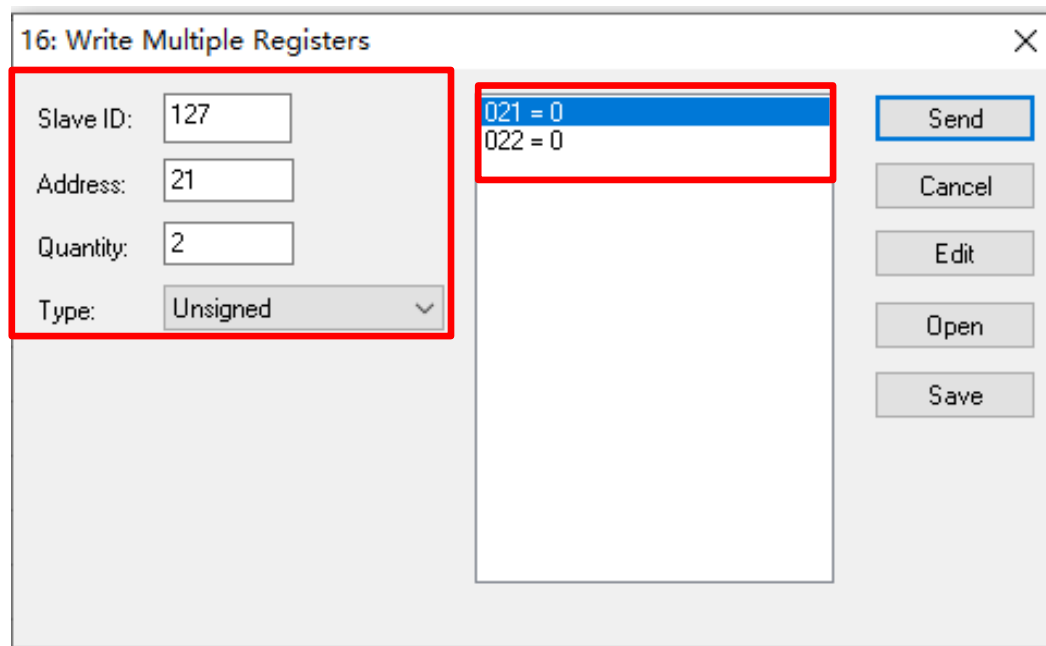 16: Write Multiple Registers
Slave ID: 127
Address: 21
Quantity: 2
Type: Unsigned
021 = 0
022 = 0
Send
Cancel
Edit
Open
Save